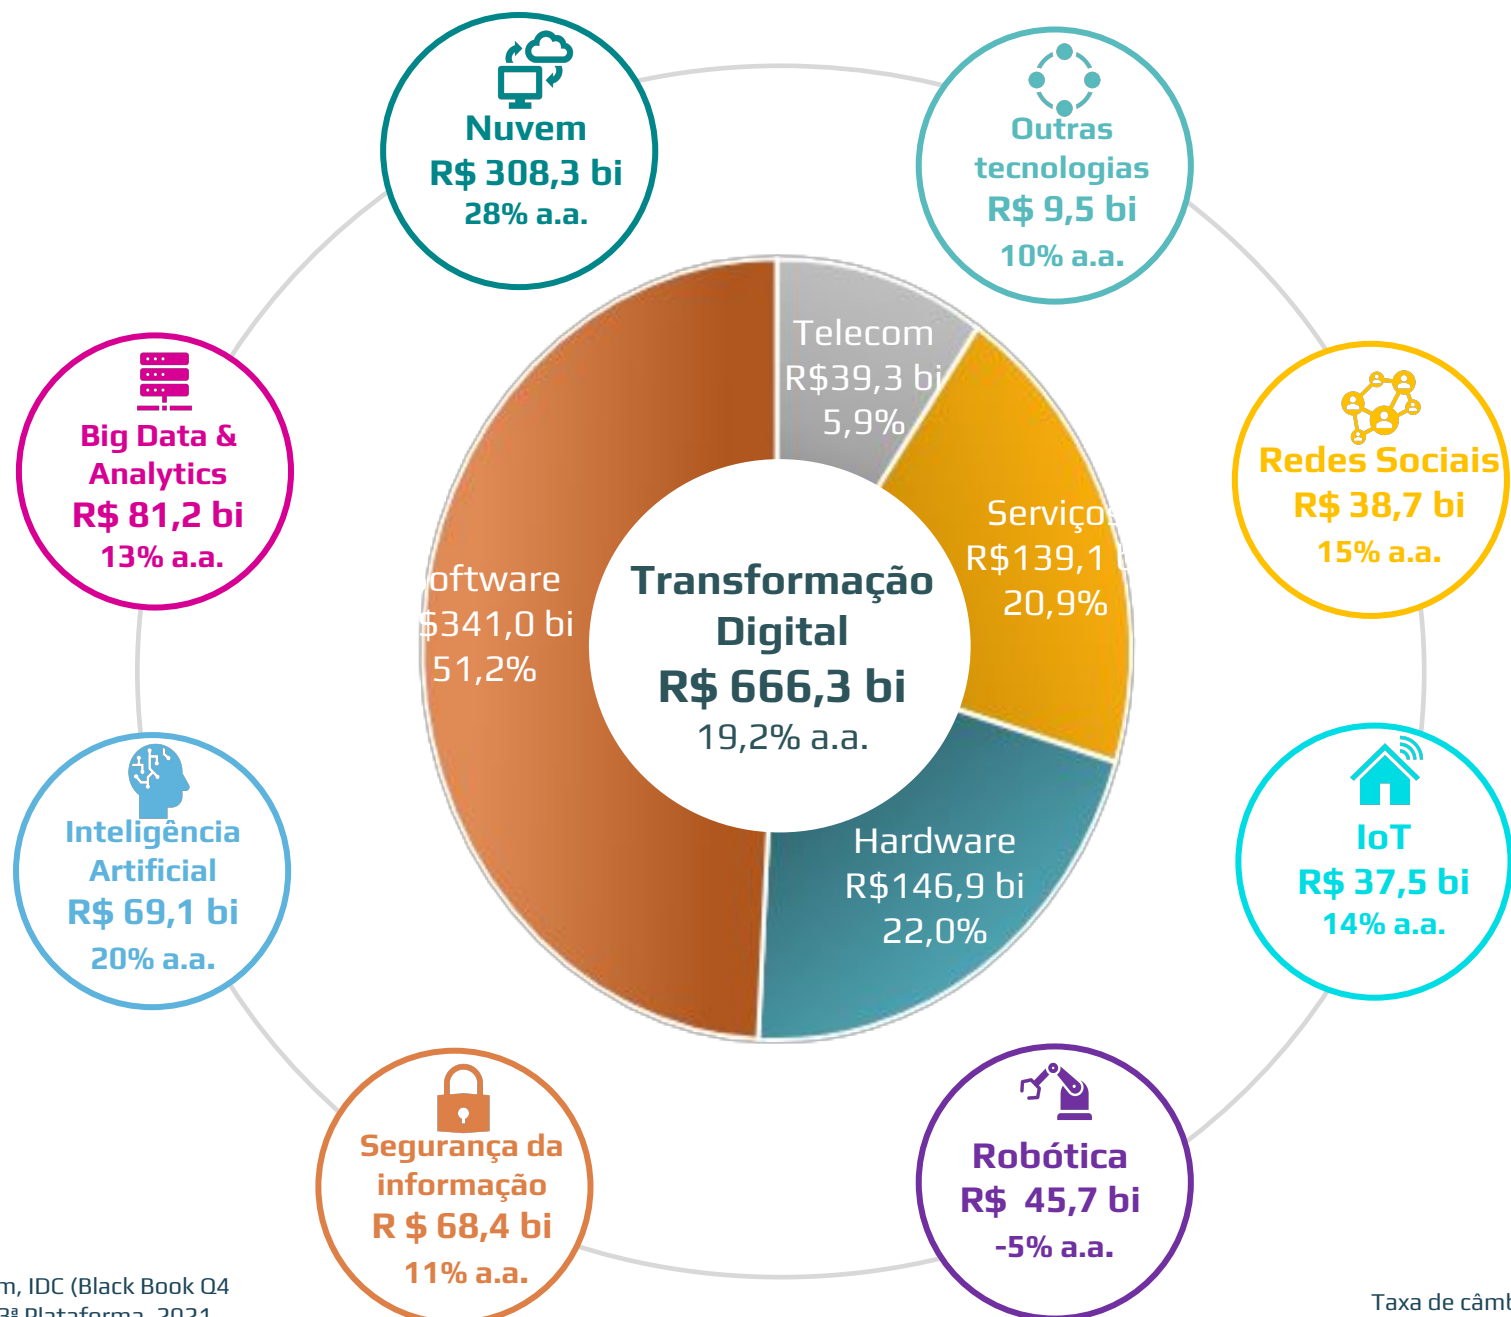 Nuvem
R$ 308,3 bi
28% a.a.
Outras
tecnologias
R$ 9,5 bi
10% a.a.
Big Data &
Analytics
R$ 81,2 bi
13% a.a.
Telecom
R$39,3 bi
5,9%
Redes Sociais
R$ 38,7 bi
15% a.a.
Serviços
R$139,1 b
20,9%
oftware
$341,0 bi
51,2%
Transformação
Digital
R$ 666,3 bi
19,2% a.a.
Inteligência
Artificial
R$ 69,1 bi
20% a.a.
Hardware
R$146,9 bi
22,0%
IoT
R$ 37,5 bi
14% a.a.
Segurança da
informação
R $ 68,4 bi
11% a.a.
Robótica
R$ 45,7 bi
-5% a.a.
m, IDC (Black Book Q4
3ª Plataforma, 2021
Taxa de câmb